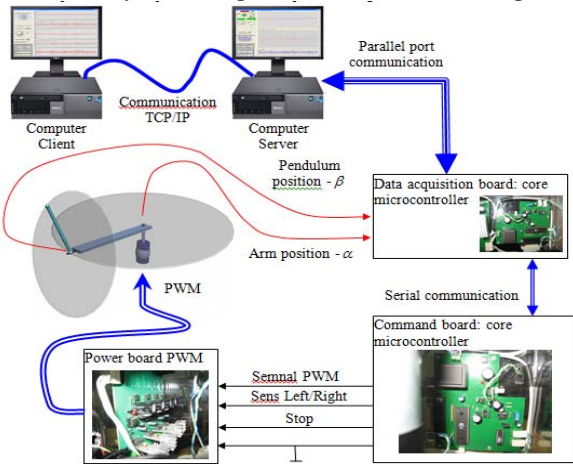 Parallel port
communication
Communication
TCP/IP
Computer
Client
Computer
Server
Pendulum
position - β
Data acquisition board: core
microcontroller
Arm position - α
PWM
Serial communication
Command board: core
microcontroller
Power board PWM
Semnal PWM
Sens Left/Right
Stop